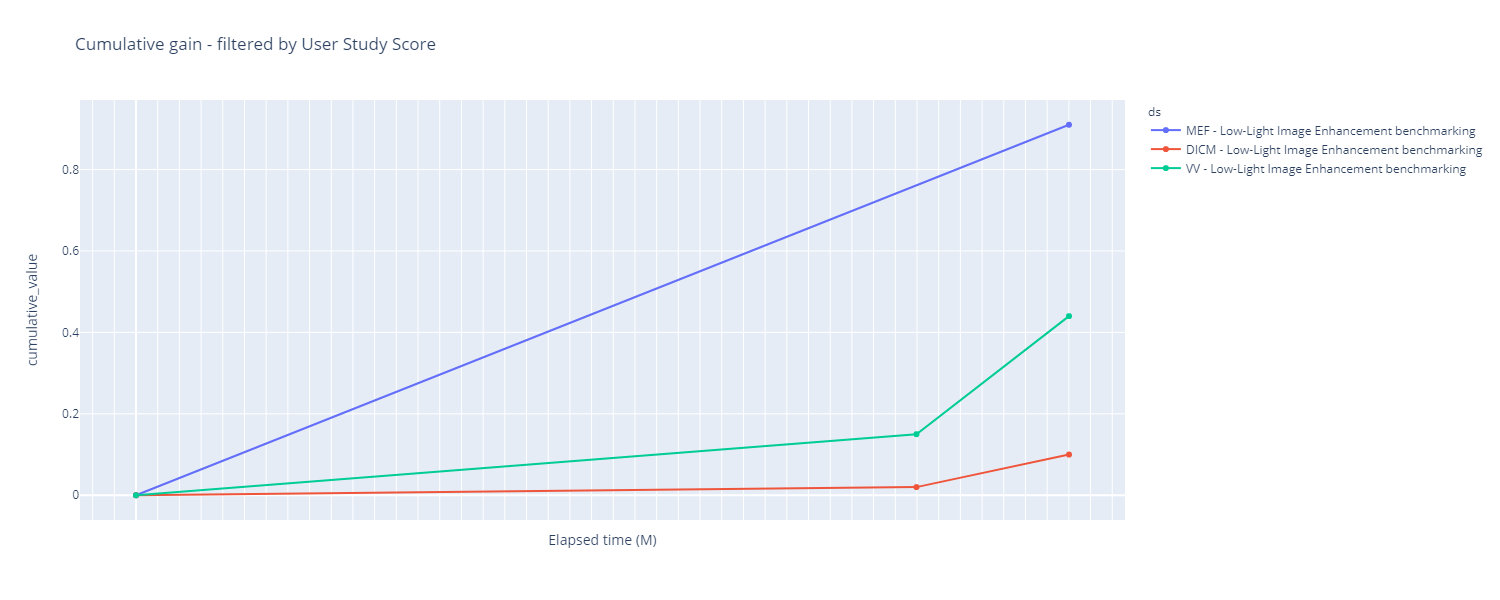 Cumulative gain - filtered by User Study Score
ds
MEF - Low-Light Image Enhancement benchmarking
DICM - Low-Light Image Enhancement benchmarking
VV - Low-Light Image Enhancement benchmarking
cumulative_value
0.8
0.6
0.4
0.2
0
Elapsed time (M)